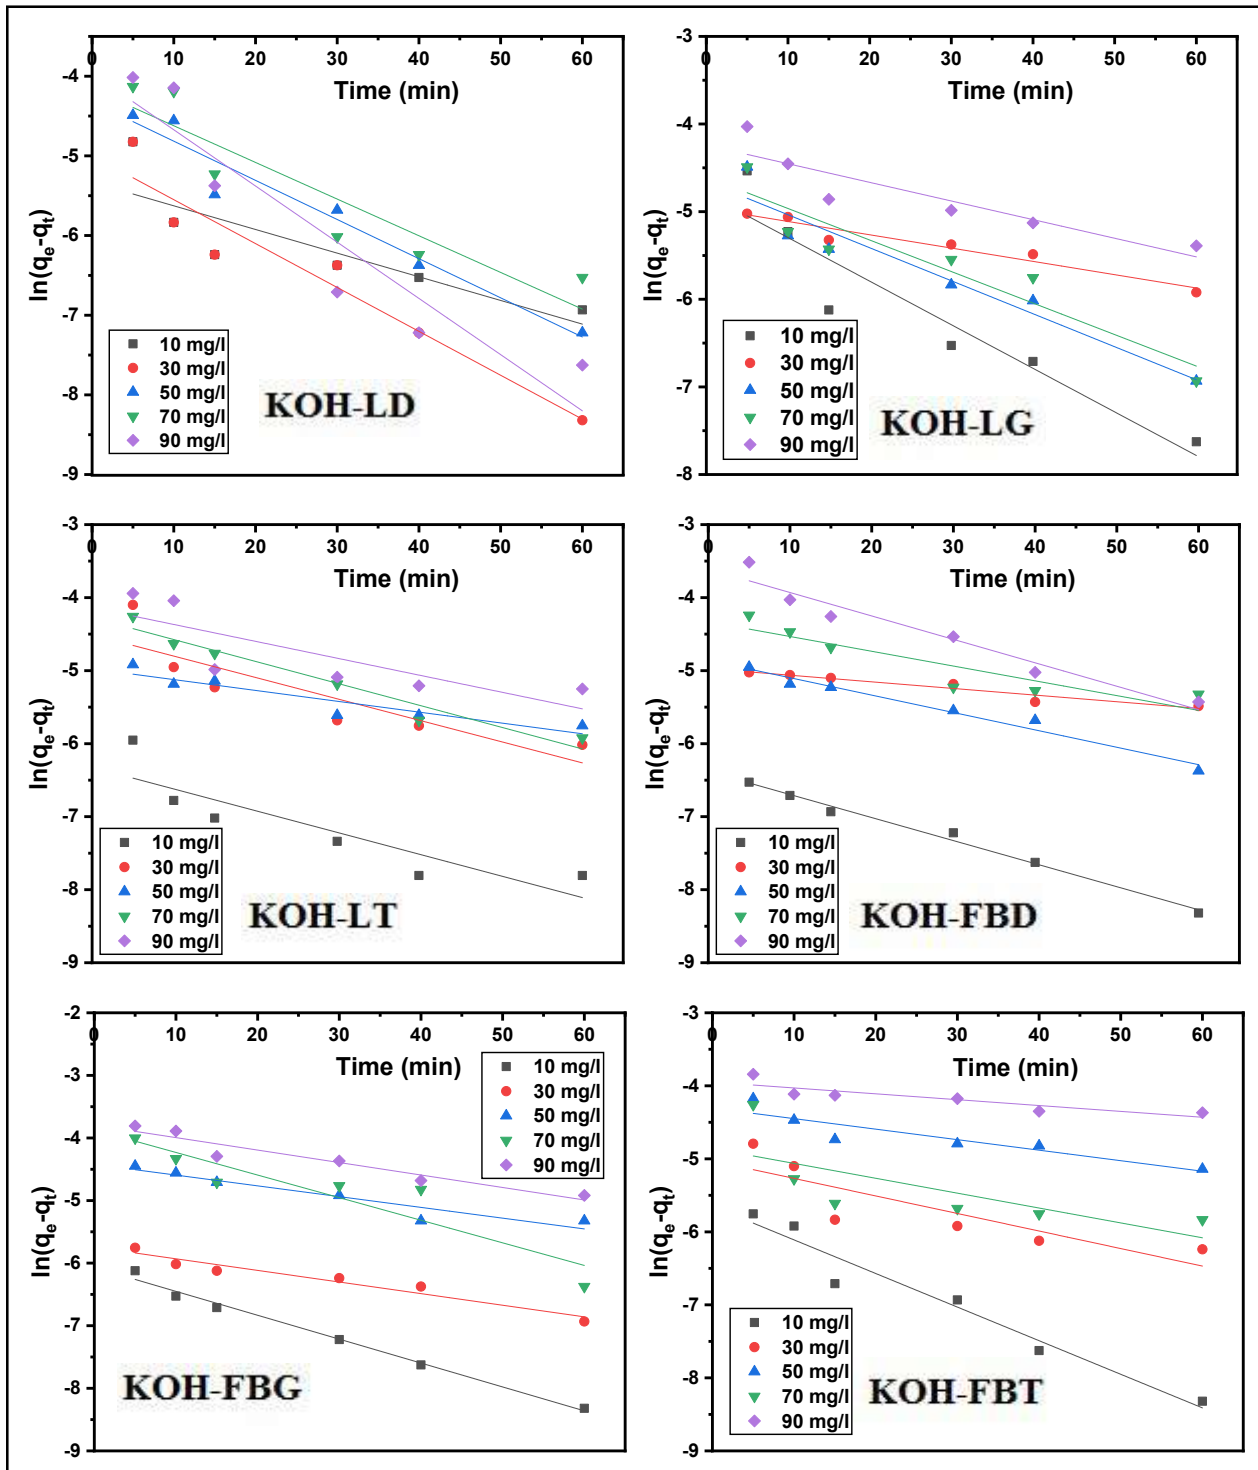 0 10 20 30 40 50 60
Time (min)
-4
-5
-6
-7
-8
-9
ln(qe-qt)
10 mg/l
30 mg/l
50 mg/l
70 mg/l
90 mg/l
KOH-LD
-3
0 10 20 30 40 50 60
Time (min)
-4
-5
-6
-7
-8
ln(qe-qt)
10 mg/l
30 mg/l
50 mg/l
70 mg/l
90 mg/l
KOH-LG
-3
0 10 20 30 40 50 60
Time (min)
-4
-5
-6
-7
-8
-9
ln(qe-qt)
10 mg/l
30 mg/l
50 mg/l
70 mg/l
90 mg/l
KOH-LT
-3
0 10 20 30 40 50 60
Time (min)
-4
-5
-6
-7
-8
-9
ln(qe-qt)
10 mg/l
30 mg/l
50 mg/l
70 mg/l
90 mg/l
KOH-FBD
-2
0 10 20 30 40 50 60
Time (min)
-3
-4
-5
-6
-7
-8
-9
ln(qe-qt)
10 mg/l
30 mg/l
50 mg/l
70 mg/l
90 mg/l
KOH-FBG
-3
0 10 20 30 40 50 60
Time (min)
-4
-5
-6
-7
-8
-9
ln(qe-qt)
10 mg/l
30 mg/l
50 mg/l
70 mg/l
90 mg/l
KOH-FBT